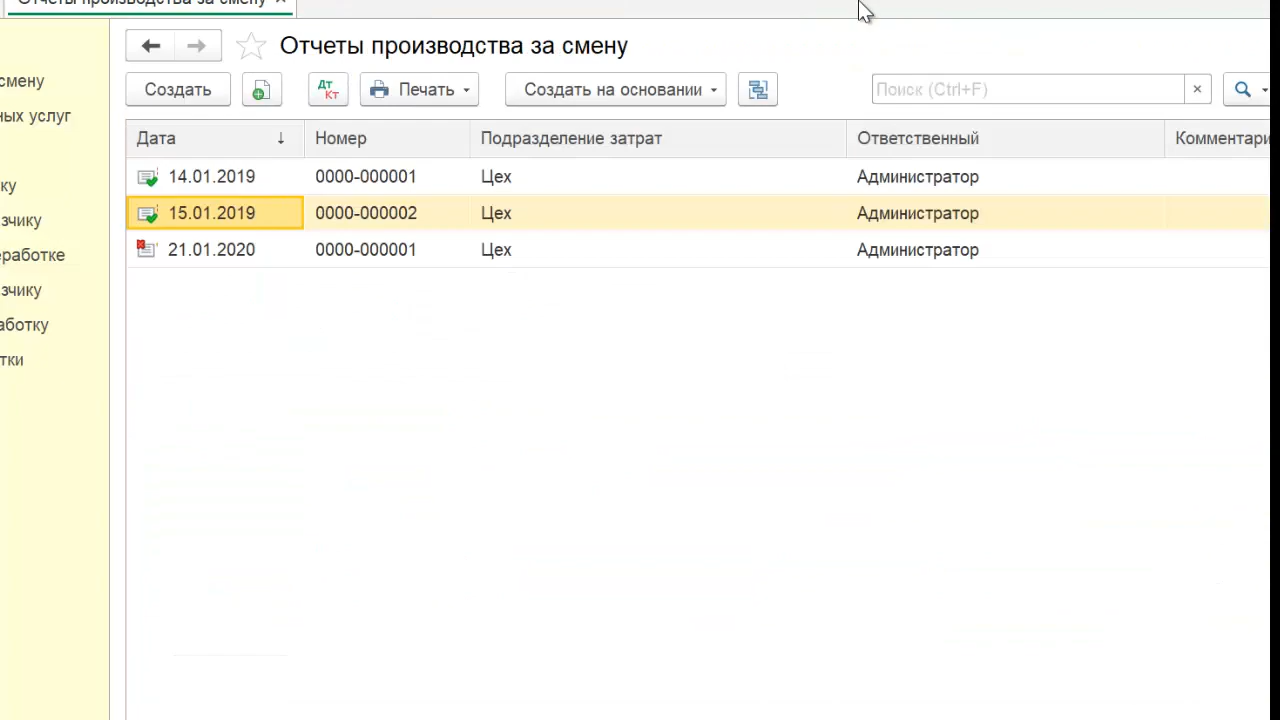 Отчеты производства за смену ×
Отчеты производства за смену
Создать
Дт
Кт
Печать
Создать на основании
Поиск (Ctrl+F)
×
Дата ↓ Номер Подразделение затрат Ответственный Комментари
14.01.2019 0000-000001 Цех Администратор
15.01.2019 0000-000002 Цех Администратор
21.01.2020 0000-000001 Цех Администратор
смену
ных услуг
ку
зчику
еработке
зчику
аботку
тки